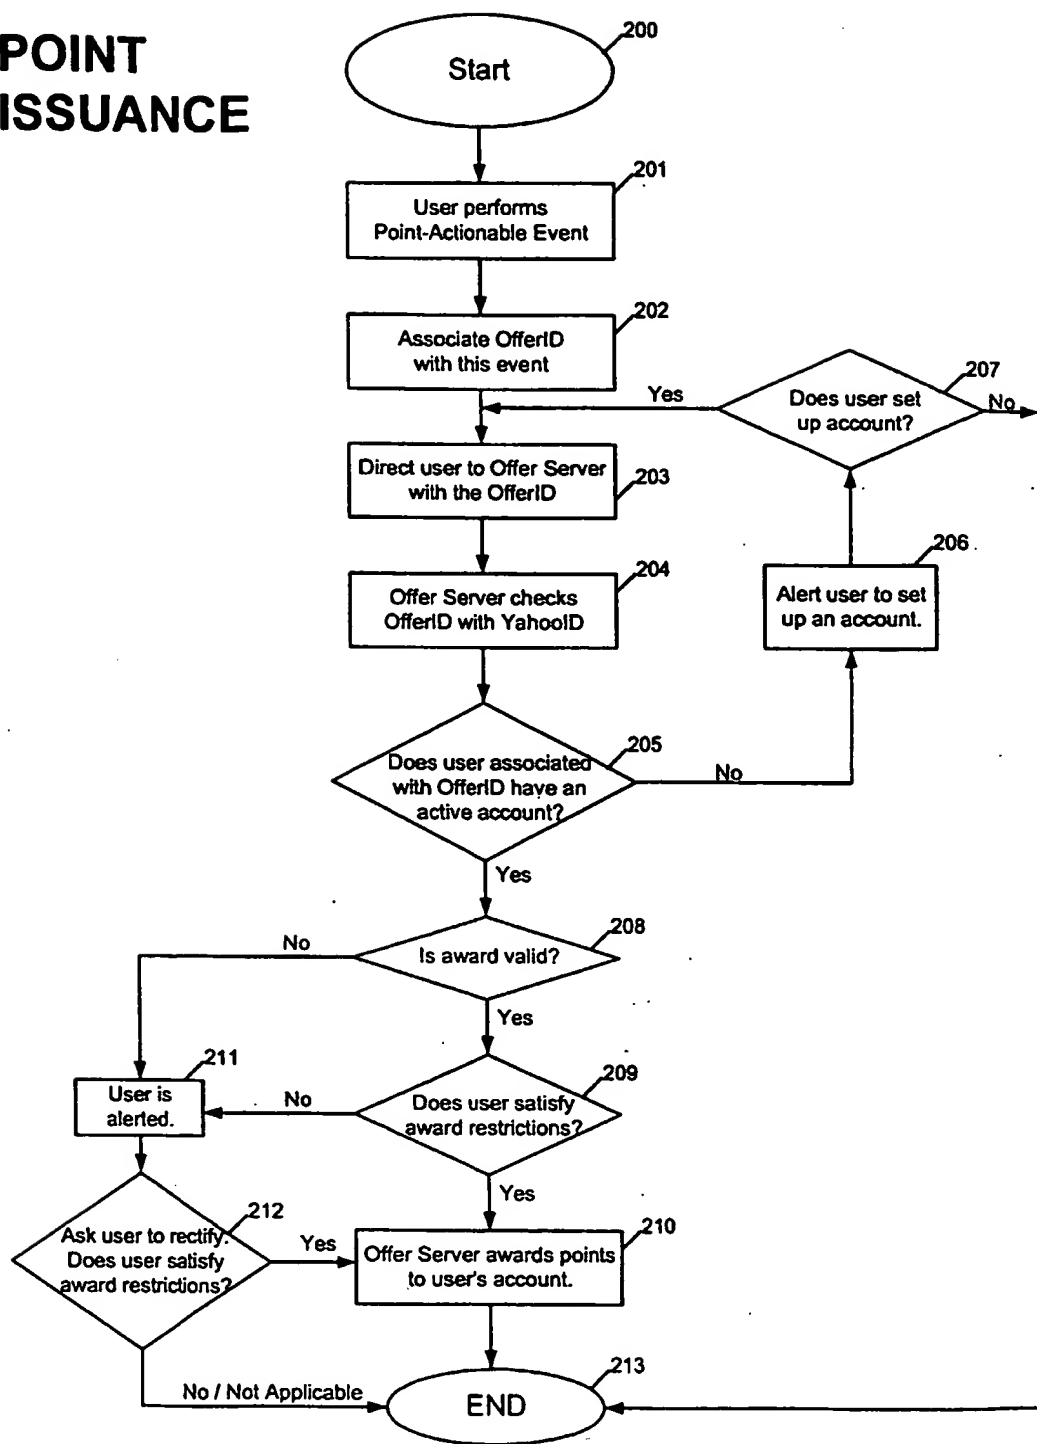 POINT
ISSUANCE
200
Start
201
User performs
Point-Actionable Event
202
Associate OfferID
with this event
207
Does user set
up account?
Yes
No
Direct user to Offer Server
with the OfferID
203
206
Alert user to set
up an account.
204
Offer Server checks
OfferID with YahooID
205
Does user associated
with OfferID have an
active account?
No
Yes
208
Is award valid?
No
Yes
211
User is
alerted.
209
Does user satisfy
award restrictions?
No
Yes
212
Ask user to rectify.
Does user satisfy
award restrictions?
Yes
210
Offer Server awards points
to user's account.
No / Not Applicable
213
END